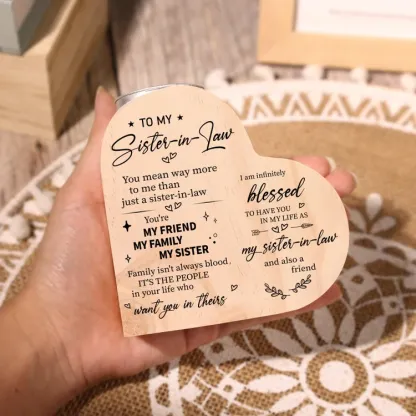 TO MY
Sister-in-Law
You mean way more
to me than
just a sister-in-law
You're
MY FRIEND
MY FAMILY
MY SISTER
Family isn't always blood.
IT'S THE PEOPLE
in your life who
want you in Theirs
I am infinitely
blessed
TO HAVE YOU
IN MY LIFE AS
my sister-in-law
and also a
friend